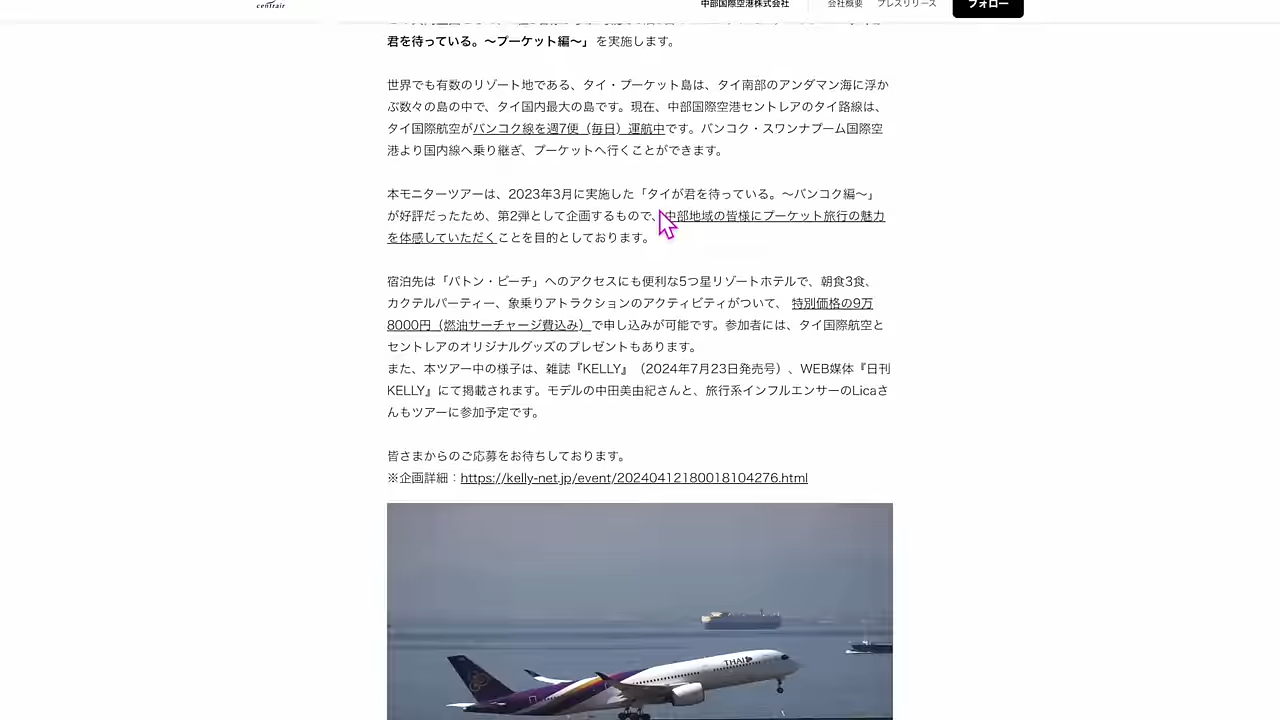 centrair
中部国際空港株式会社
会社概要
プレスリリース
フォロー
君を待っている。〜プーケット編〜」を実施します。
世界でも有数のリゾート地である、タイ・プーケット島は、タイ南部のアンダマン海に浮か
ぶ数々の島の中で、タイ国内最大の島です。現在、中部国際空港セントレアのタイ路線は、
タイ国際航空がバンコク線を週7便（毎日）運航中です。バンコク・スワンナプーム国際空
港より国内線へ乗り継ぎ、プーケットへ行くことができます。
本モニターツアーは、2023年3月に実施した「タイが君を待っている。〜バンコク編〜」
が好評だったため、第2弾として企画するもので、中部地域の皆様にプーケット旅行の魅力
を体感していただくことを目的としております。
宿泊先は「パトン・ビーチ」へのアクセスにも便利な5つ星リゾートホテルで、朝食3食、
カクテルパーティー、象乗りアトラクションのアクティビティがついて、 特別価格の9万
8000円（燃油サーチャージ費込み）で申し込みが可能です。参加者には、タイ国際航空と
セントレアのオリジナルグッズのプレゼントもあります。
また、本ツアー中の様子は、雑誌『KELLY』（2024年7月23日発売号）、WEB媒体『日刊
KELLY』にて掲載されます。モデルの中田美由紀さんと、旅行系インフルエンサーのLicaさ
んもツアーに参加予定です。
皆さまからのご応募をお待ちしております。
※企画詳細：https://kelly-net.jp/event/20240412180018104276.html
THAI